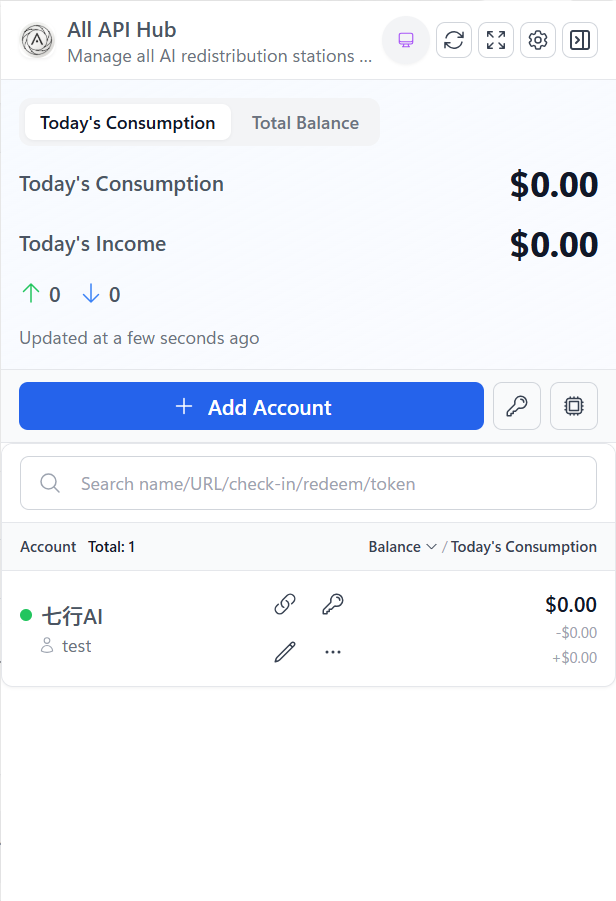 All API Hub
Manage all AI redistribution stations ...
Today's Consumption Total Balance
Today's Consumption $0.00
Today's Income $0.00
0 0
Updated at a few seconds ago
Add Account
Search name/URL/check-in/redeem/token
Account Total: 1 Balance / Today's Consumption
七行AI $0.00
test -$0.00
+$0.00